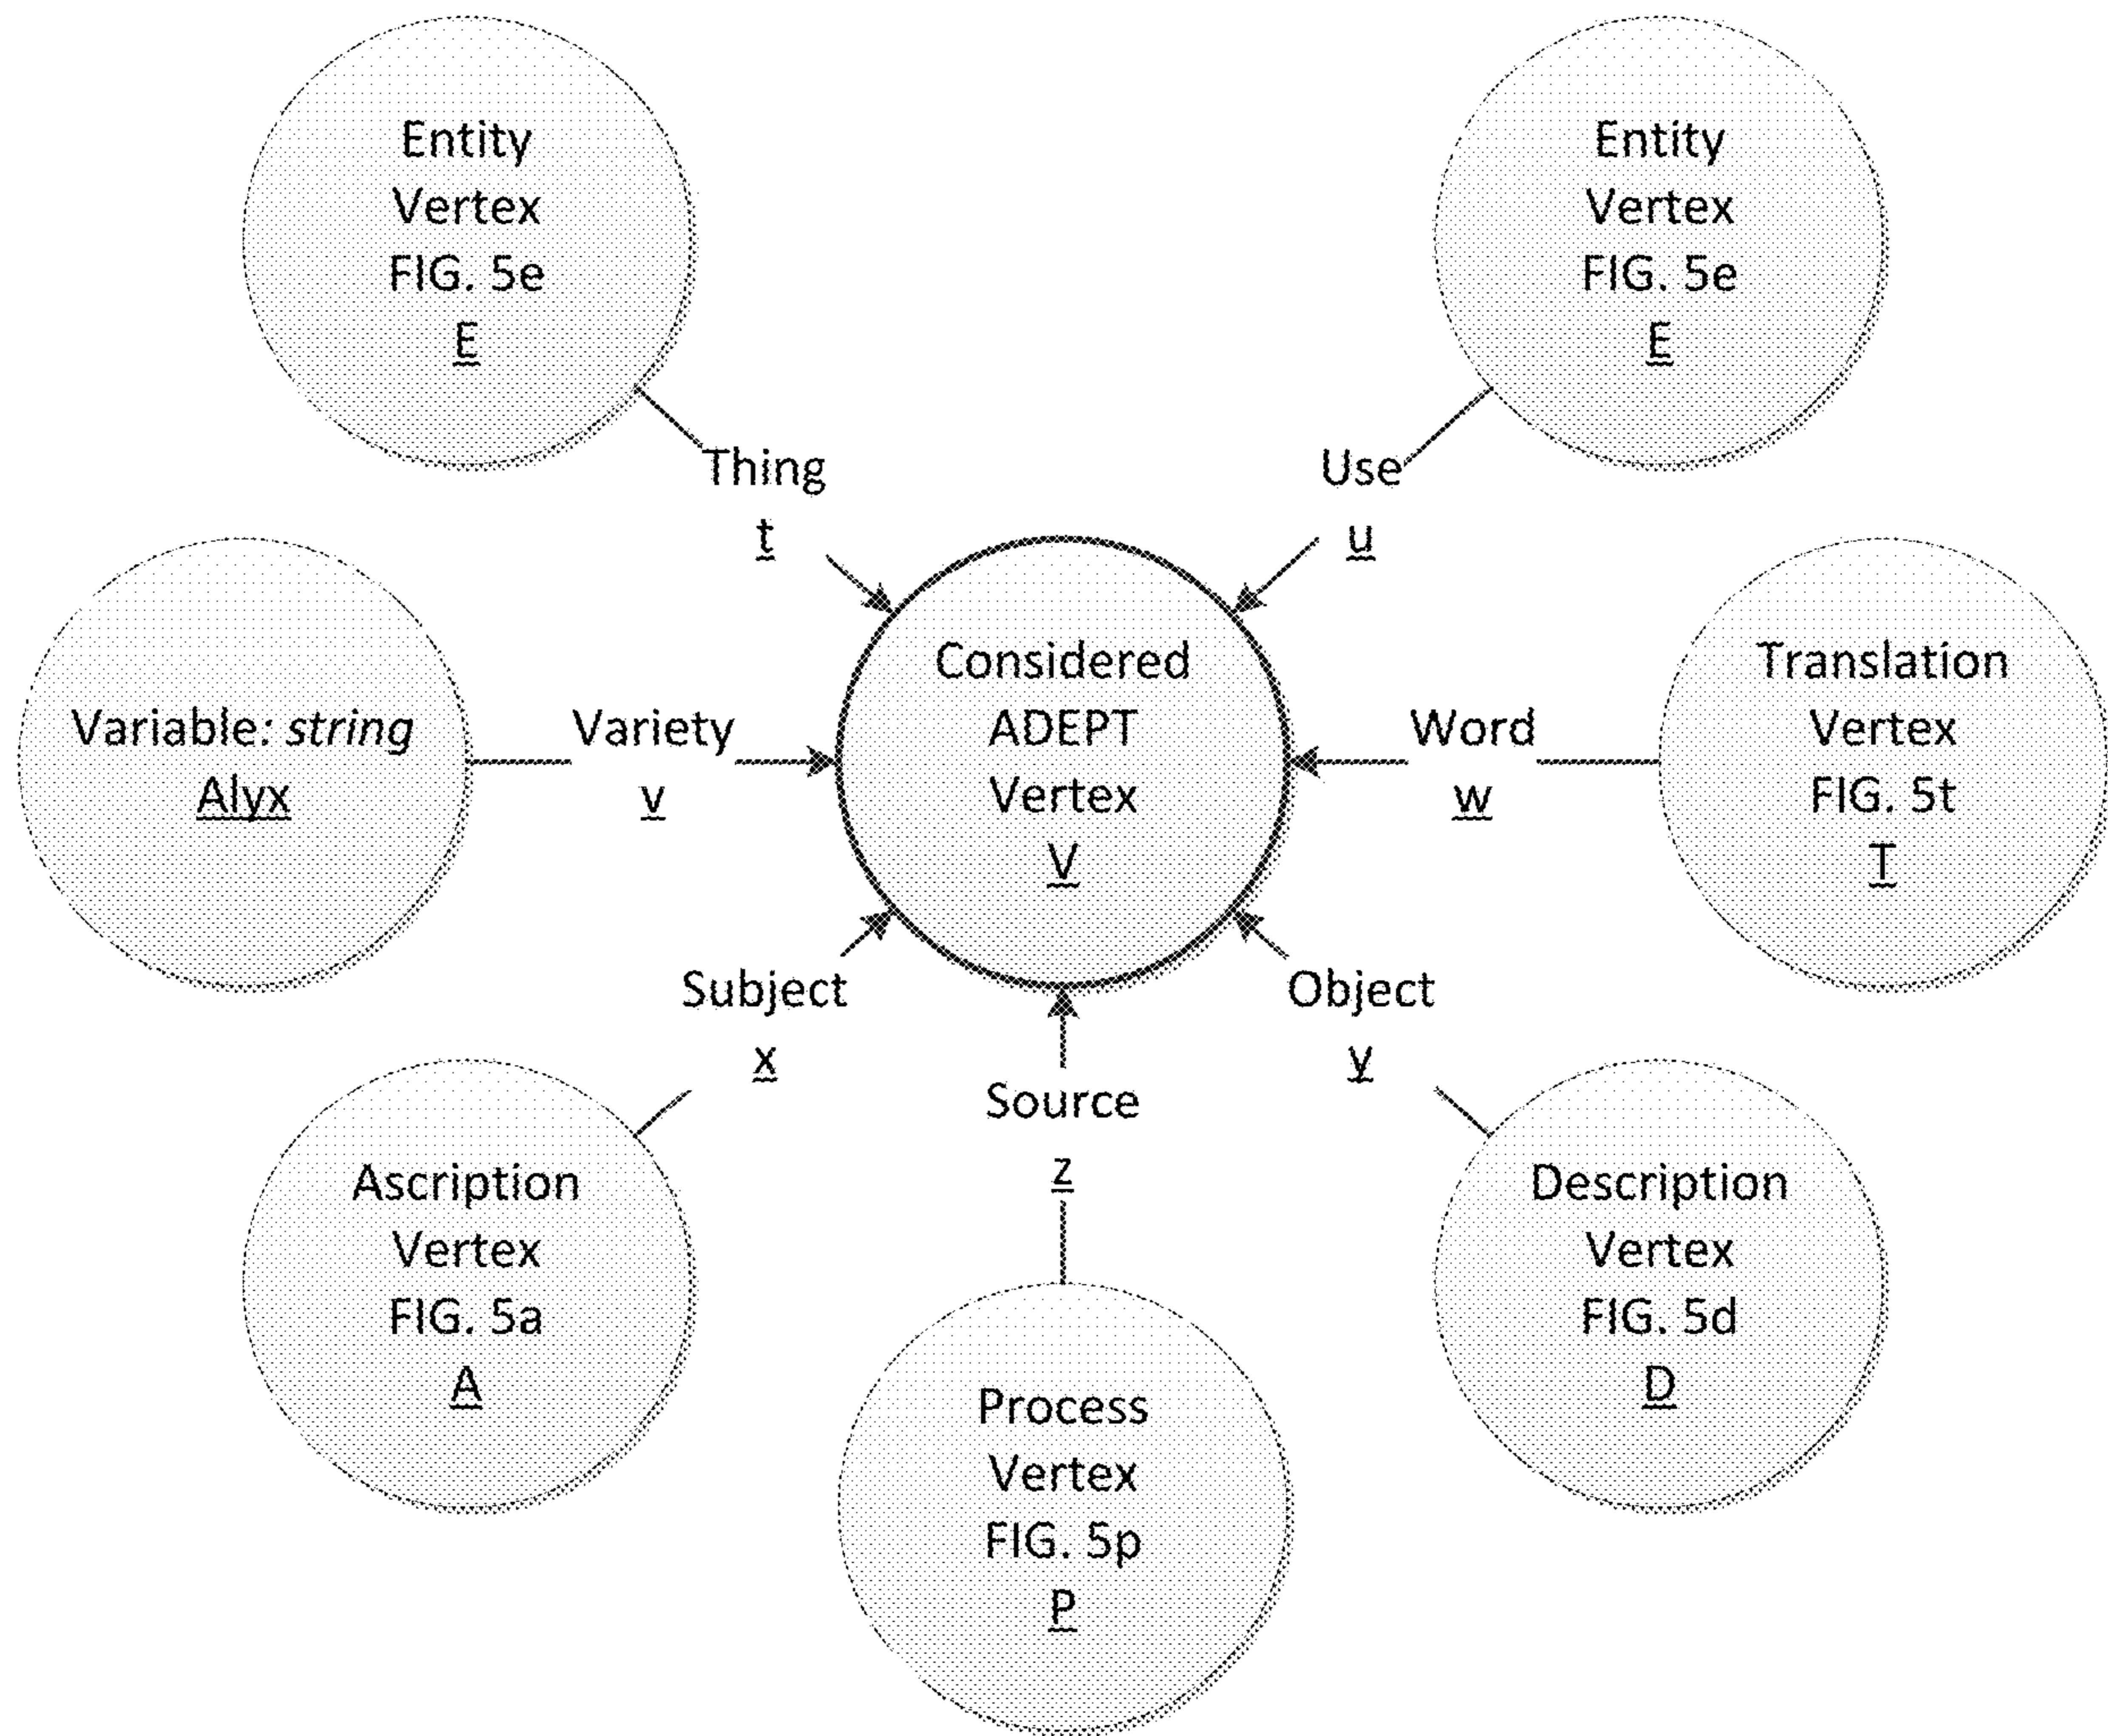 Entity
Vertex
FIG. 5e
E
Entity
Vertex
FIG. 5e
E
Thing
t
Use
u
Variable: string
Alyx
Variety
v
Considered
ADEPT
Vertex
V
Word
w
Translation
Vertex
FIG. 5t
T
Subject
x
Source
z
Object
y
Ascription
Vertex
FIG. 5a
A
Process
Vertex
FIG. 5p
P
Description
Vertex
FIG. 5d
D